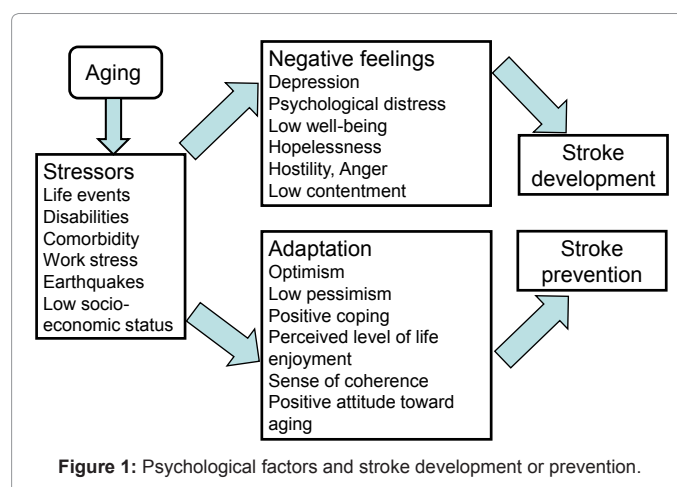 Aging
Stressors
Life events
Disabilities
Comorbidity
Work stress
Earthquakes
Low socio-
economic status
Negative feelings
Depression
Psychological distress
Low well-being
Hopelessness
Hostility, Anger
Low contentment
Stroke
development
Adaptation
Optimism
Low pessimism
Positive coping
Perceived level of life
enjoyment
Sense of coherence
Positive attitude toward
aging
Stroke
prevention
Figure 1: Psychological factors and stroke development or prevention.